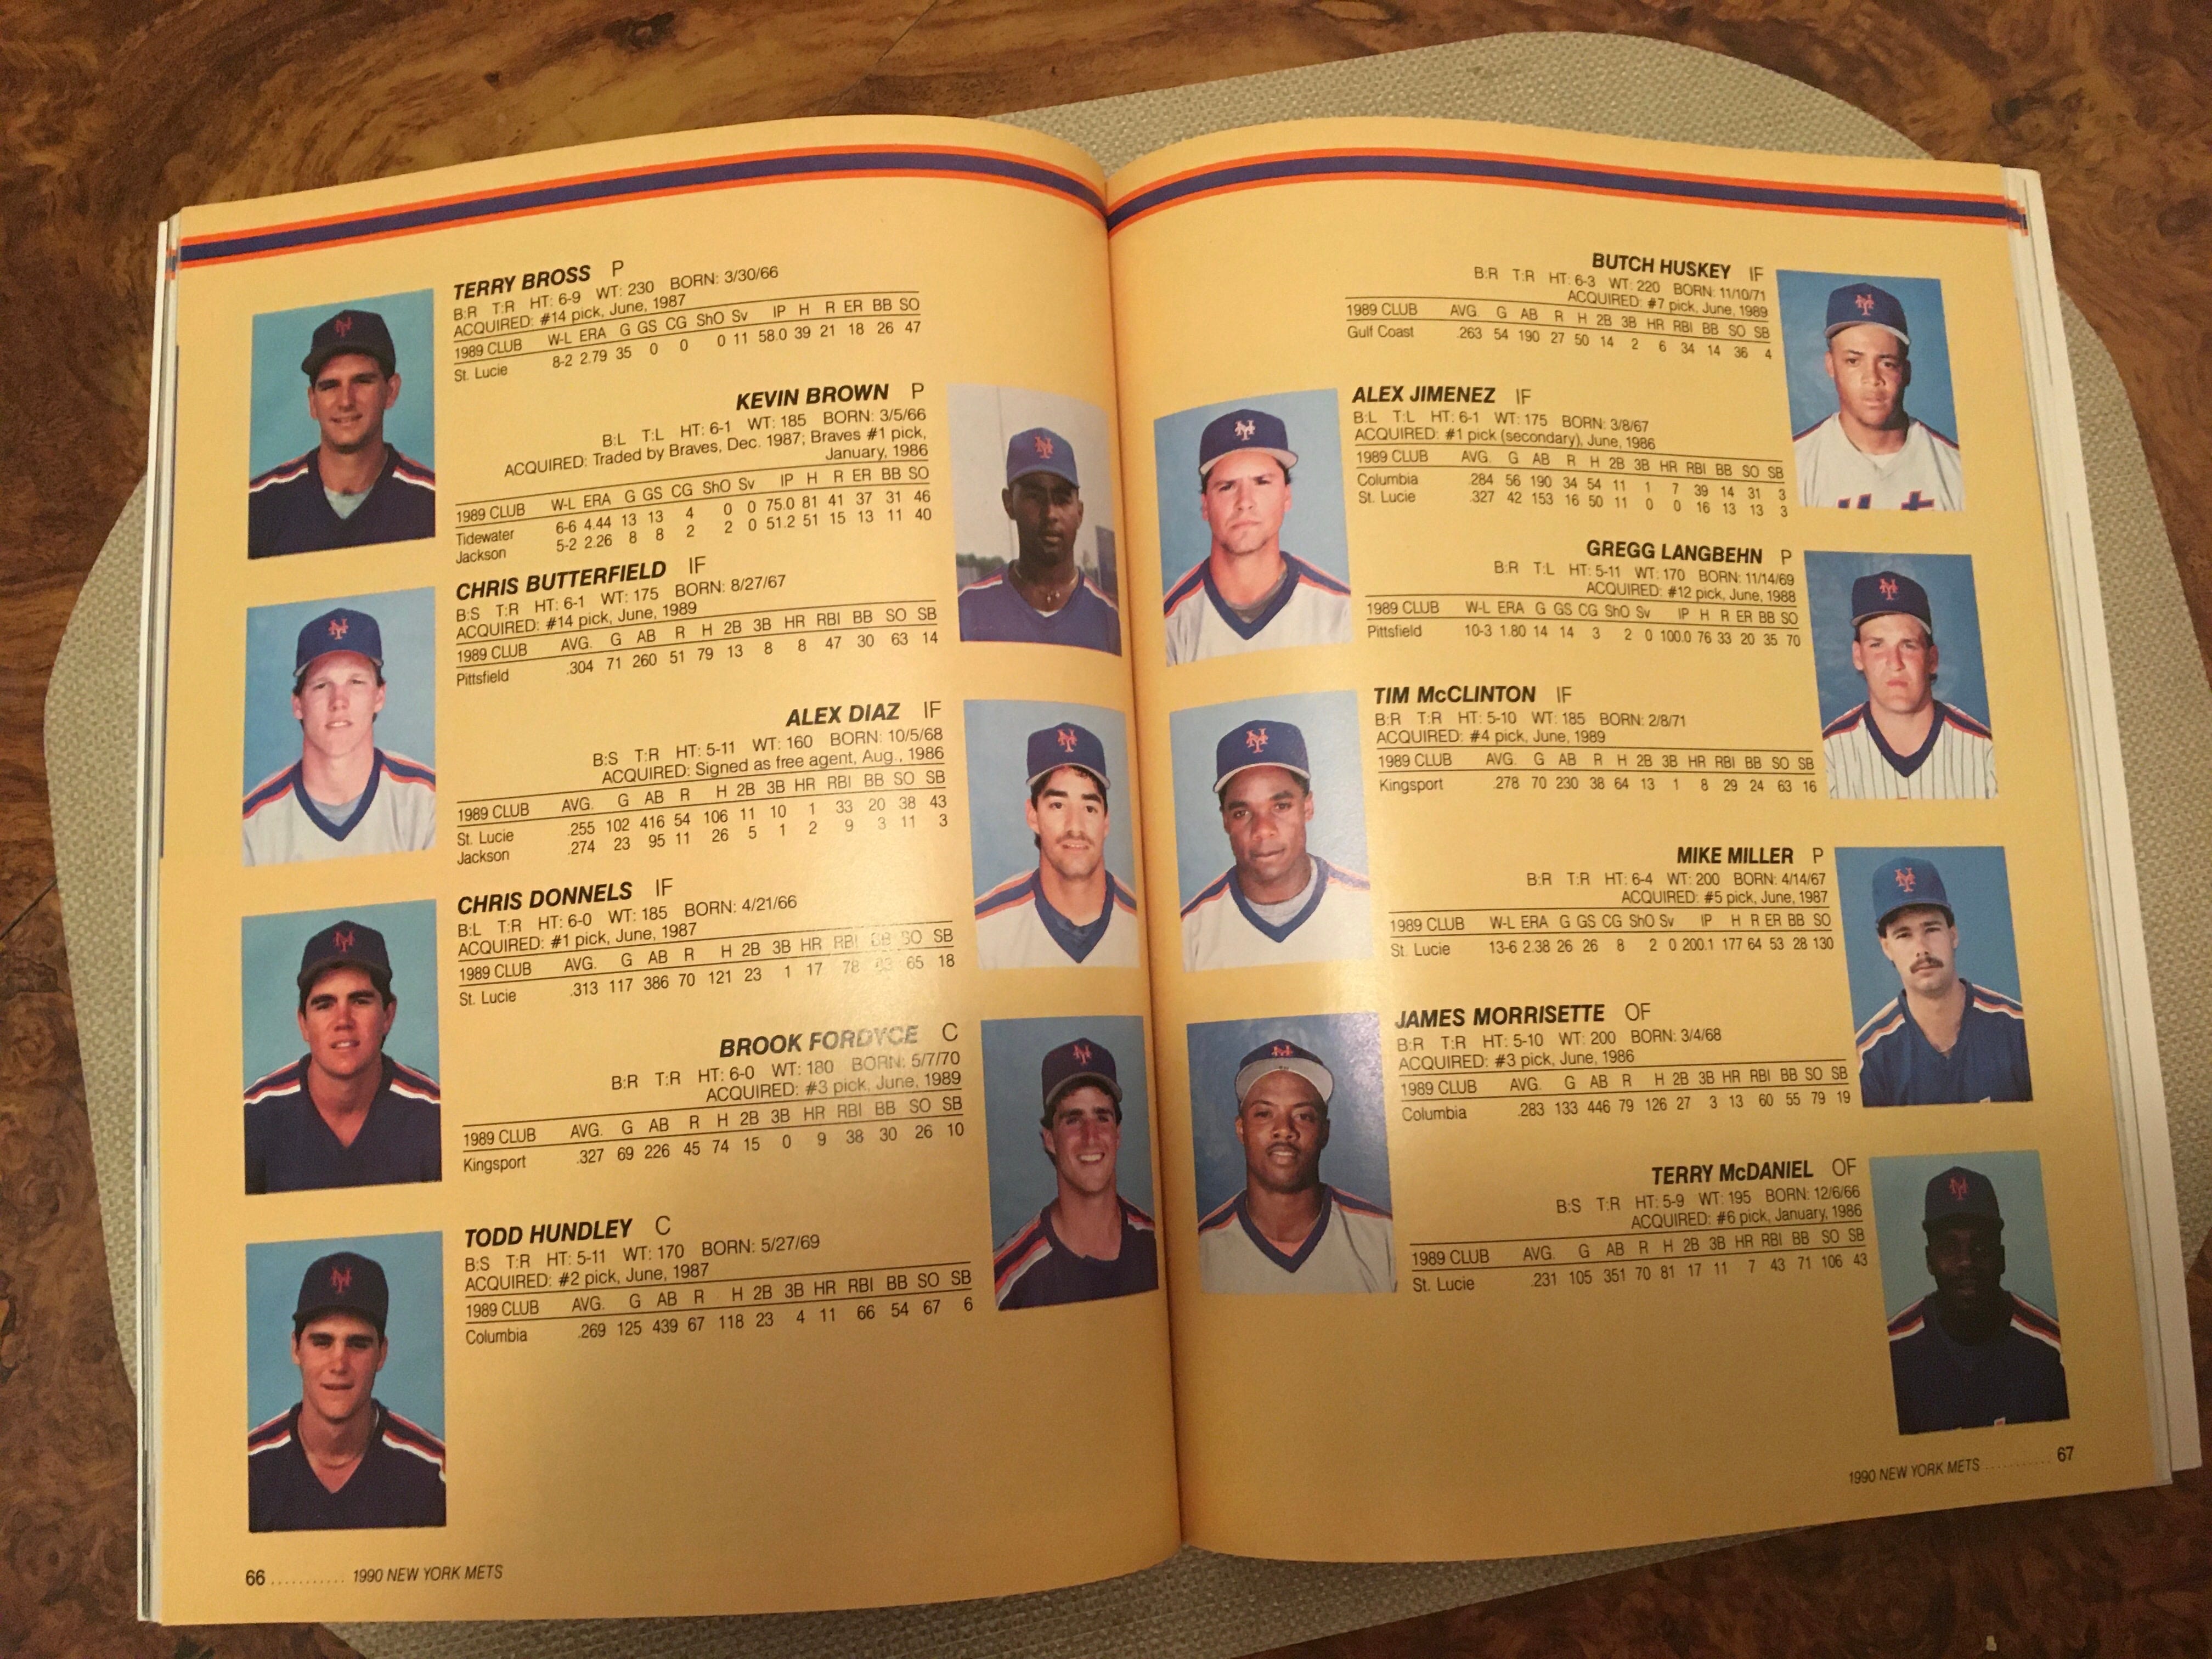 TERRY BROSS P
B:R T:R HT: 6-9 WT: 230 BORN: 3/30/66
ACQUIRED: #14 pick, June, 1987
1989 CLUB W-L ERA G GS CG ShO Sv IP H R ER BB SO
St. Lucie 8-2 2.79 35 0 0 0 11 58.0 39 21 18 26 47
KEVIN BROWN P
B:L T:L HT: 6-1 WT: 185 BORN: 3/5/66
ACQUIRED: Traded by Braves, Dec. 1987; Braves #1 pick,
January, 1986
1989 CLUB W-L ERA G GS CG ShO Sv IP H R ER BB SO
Tidewater 6-6 4.44 13 13 4 0 0 75.0 81 41 37 31 46
Jackson 5-2 2.26 8 8 2 2 0 51.2 51 15 13 11 40
CHRIS BUTTERFIELD IF
B:S T:R HT: 6-1 WT: 175 BORN: 8/27/67
ACQUIRED: #14 pick, June, 1989
1989 CLUB AVG. G AB R H 2B 3B HR RBI BB SO SB
Pittsfield .304 71 260 51 79 13 8 8 47 30 63 14
ALEX DIAZ IF
B:S T:R HT: 5-11 WT: 160 BORN: 10/5/68
ACQUIRED: Signed as free agent, Aug., 1986
1989 CLUB AVG. G AB R H 2B 3B HR RBI BB SO SB
St. Lucie .255 102 416 54 106 11 10 1 33 20 38 43
Jackson .274 23 95 11 26 5 1 2 9 3 11 3
CHRIS DONNELS IF
B:L T:R HT: 6-0 WT: 185 BORN: 4/21/66
ACQUIRED: #1 pick, June, 1987
1989 CLUB AVG. G AB R H 2B 3B HR RBI BB SO SB
St. Lucie .313 117 386 70 121 23 1 17 78 65 18
BROOK FORDYCE C
B:R T:R HT: 6-0 WT: 180 BORN: 5/7/70
ACQUIRED: #3 pick, June, 1989
1989 CLUB AVG. G AB R H 2B 3B HR RBI BB SO SB
Kingsport .327 69 226 45 74 15 0 9 38 30 26 10
TODD HUNDLEY C
B:S T:R HT: 5-11 WT: 170 BORN: 5/27/69
ACQUIRED: #2 pick, June, 1987
1989 CLUB AVG. G AB R H 2B 3B HR RBI BB SO SB
Columbia .269 125 439 67 118 23 4 11 66 54 67 6
66 ........... 1990 NEW YORK METS
BUTCH HUSKEY IF
B:R T:R HT: 6-3 WT: 220 BORN: 11/10/71
ACQUIRED: #7 pick, June, 1989
1989 CLUB AVG. G AB R H 2B 3B HR RBI BB SO SB
Gulf Coast .263 54 190 27 50 14 2 6 34 14 36 4
ALEX JIMENEZ IF
B:L T:L HT: 6-1 WT: 175 BORN: 3/8/67
ACQUIRED: #1 pick (secondary), June, 1986
1989 CLUB AVG. G AB R H 2B 3B HR RBI BB SO SB
Columbia .284 56 190 34 54 11 1 7 39 14 31 3
St. Lucie .327 42 153 16 50 11 0 0 16 13 13 3
GREGG LANGBEHN P
B:R T:L HT: 5-11 WT: 170 BORN: 11/14/69
ACQUIRED: #12 pick, June, 1988
1989 CLUB W-L ERA G GS CG ShO Sv IP H R ER BB SO
Pittsfield 10-3 1.80 14 14 3 2 0 100.0 76 33 20 35 70
TIM McCLINTON IF
B:R T:R HT: 5-10 WT: 185 BORN: 2/8/71
ACQUIRED: #4 pick, June, 1989
1989 CLUB AVG. G AB R H 2B 3B HR RBI BB SO SB
Kingsport .278 70 230 38 64 13 1 8 29 24 63 16
MIKE MILLER P
B:R T:R HT: 6-4 WT: 200 BORN: 4/14/67
ACQUIRED: #5 pick, June, 1987
1989 CLUB W-L ERA G GS CG ShO Sv IP H R ER BB SO
St. Lucie 13-6 2.38 26 26 8 2 0 200.1 177 64 53 28 130
JAMES MORRISETTE OF
B:R T:R HT: 5-10 WT: 200 BORN: 3/4/68
ACQUIRED: #3 pick, June, 1986
1989 CLUB AVG. G AB R H 2B 3B HR RBI BB SO SB
Columbia .283 133 446 79 126 27 3 13 60 55 79 19
TERRY McDANIEL OF
B:S T:R HT: 5-9 WT: 195 BORN: 12/6/66
ACQUIRED: #6 pick, January, 1986
1989 CLUB AVG. G AB R H 2B 3B HR RBI BB SO SB
St. Lucie .231 105 351 70 81 17 11 7 43 71 106 43
1990 NEW YORK METS ........... 67